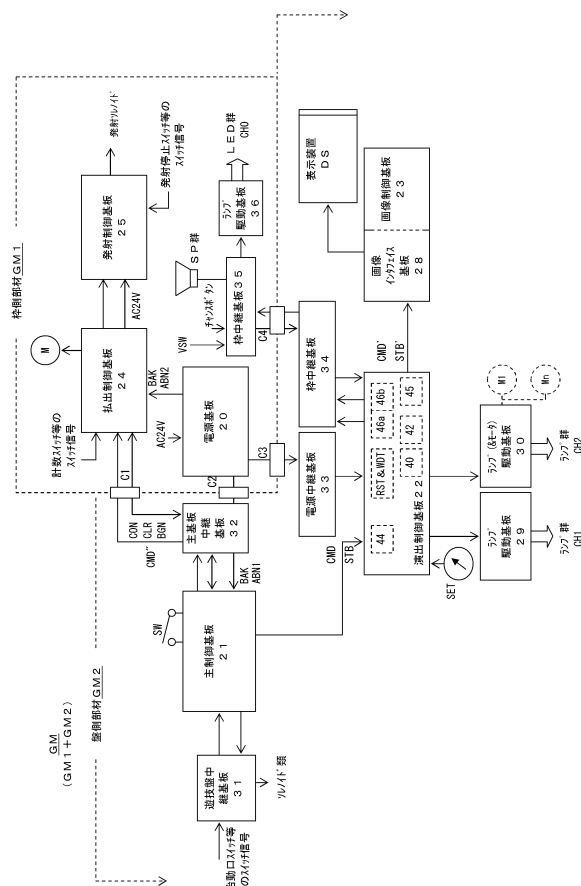 枠側部材GM1
GM
(GM1+GM2)
盤側部材GM2
計数スイッチ等の
スイッチ信号
M
発射ソレノイド
払出制御基板
24
発射制御基板
25
AC24V
発射停止スイッチ等の
スイッチ信号
CON
CLR
BGN
CMD"
C1
BAK
ABN2
AC24V
電源基板
20
VSW
チャンスボタン
SP群
LED群
CH0
ランプ
駆動基板
36
枠中継基板35
SW
主基板
中継基板
32
C2
C3
C4
BAK
ABN1
始動口スイッチ等
のスイッチ信号
遊技盤中
継基板
31
ソレノイド類
主制御基板
21
電源中継基板
33
枠中継基板
34
表示装置
DS
CMD
STB
CMD'
STB'
画像
インタフェイス
基板
28
画像制御基板
23
44
RST&WDT
46a
46b
40
42
45
演出制御基板22
SET
ランプ
駆動基板
29
ランプ(&モータ)
駆動基板
30
M1
Mn
ランプ群
CH1
ランプ群
CH2